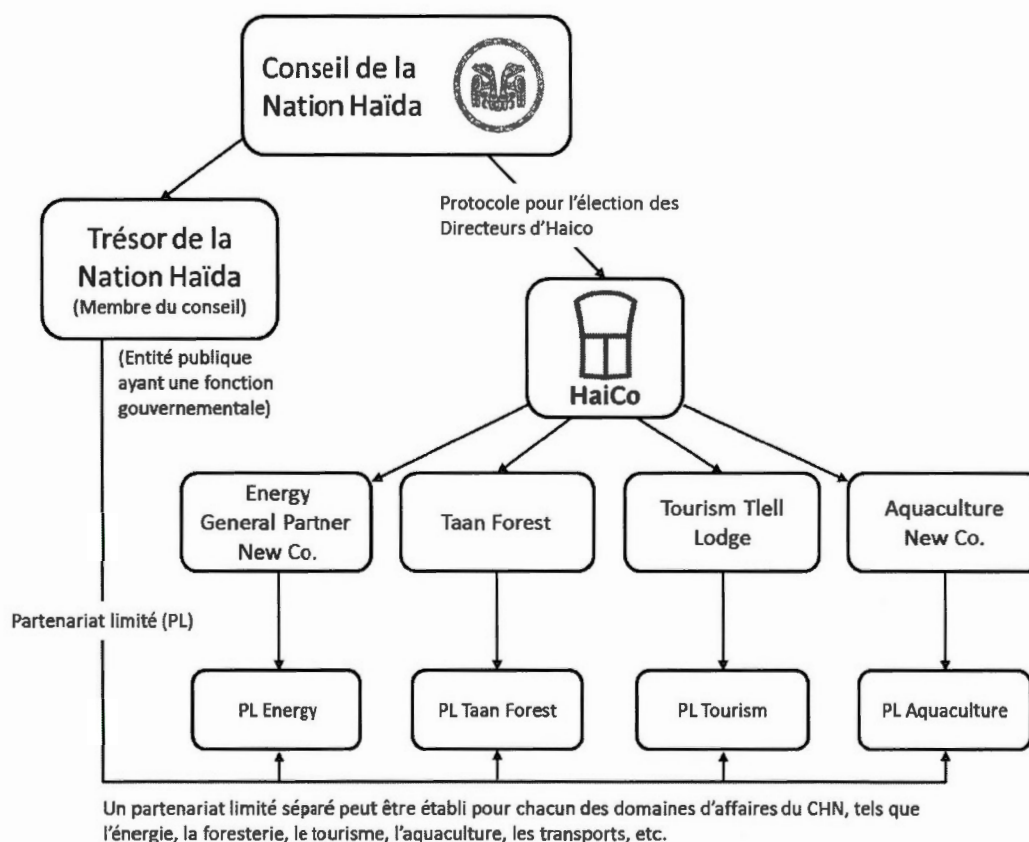 Conseil de la
Nation Haïda
Protocole pour l'élection des
Directeurs d'Haico
Trésor de la
Nation Haïda
(Membre du conseil)
(Entité publique
ayant une fonction
gouvernementale)
HaiCo
Energy
General Partner
New Co.
Taan Forest
Tourism Tlell
Lodge
Aquaculture
New Co.
Partenariat limité (PL)
PL Energy
PL Taan Forest
PL Tourism
PL Aquaculture
Un partenariat limité séparé peut être établi pour chacun des domaines d'affaires du CHN, tels que
l'énergie, la foresterie, le tourisme, l'aquaculture, les transports, etc.